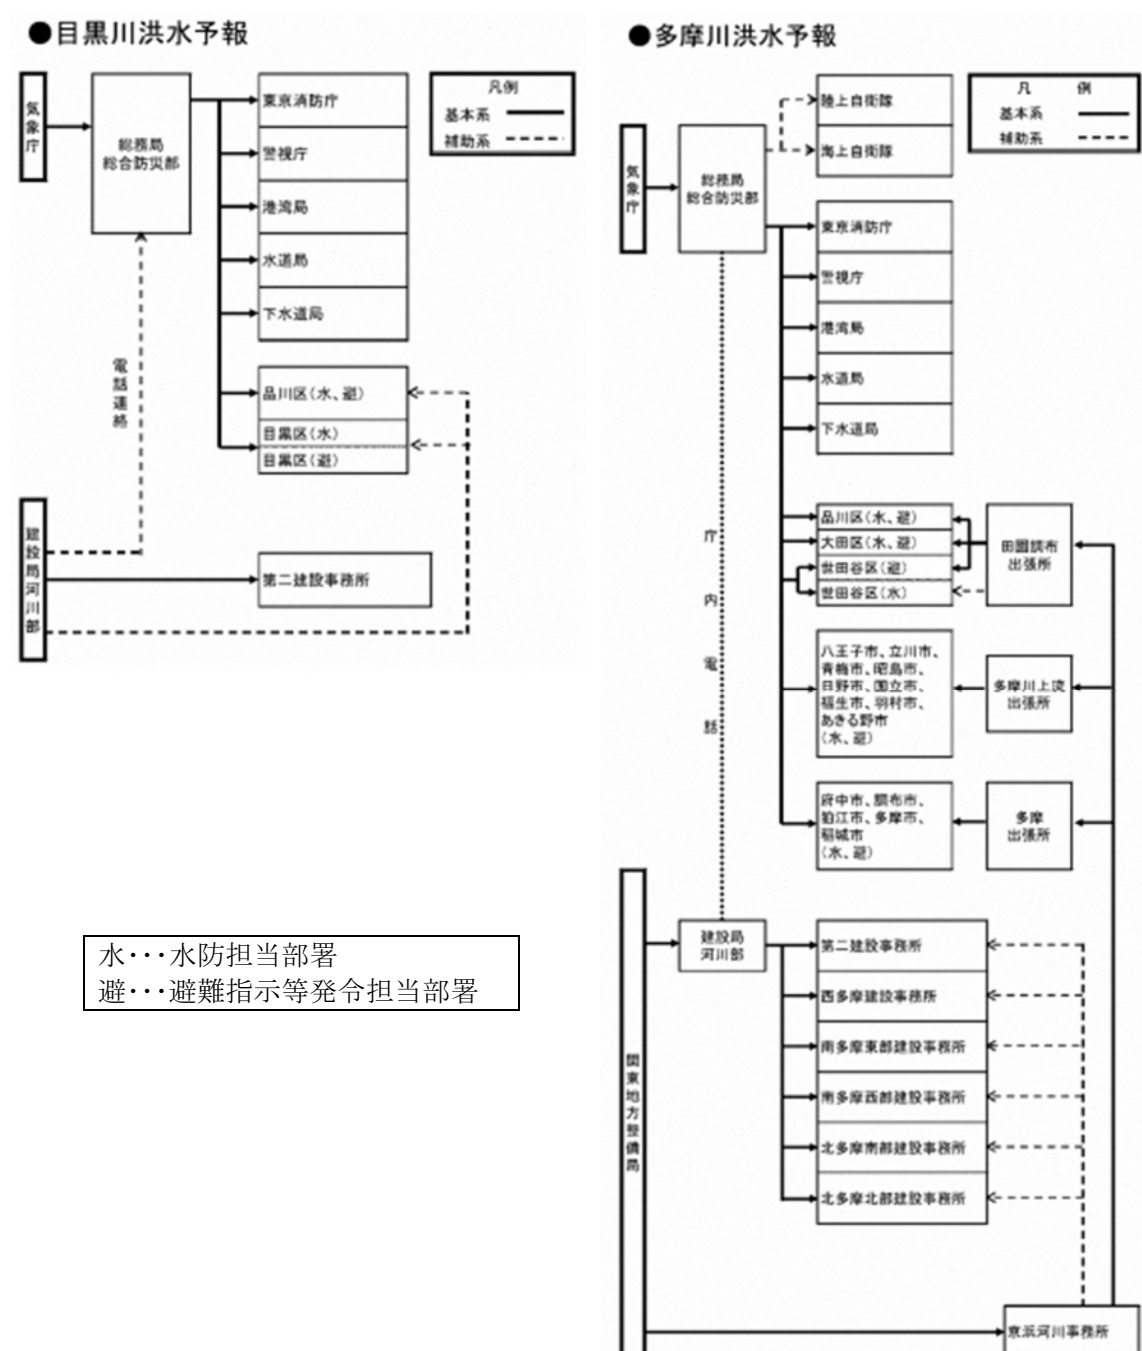 ●目黒川洪水予報
気象庁
総務局
総合防災部
東京消防庁
警視庁
港湾局
水道局
下水道局
品川区(水、避)
目黒区(水)
目黒区(避)
凡例
基本系
補助系
電話連絡
建設局河川部
第二建設事務所
水･･･水防担当部署
避･･･避難指示等発令担当部署
●多摩川洪水予報
気象庁
総務局
総合防災部
陸上自衛隊
海上自衛隊
凡 例
基本系
補助系
東京消防庁
警視庁
港湾局
水道局
下水道局
品川区(水、避)
大田区(水、避)
世田谷区(避)
世田谷区(水)
田園調布
出張所
八王子市、立川市、
青梅市、昭島市、
日野市、国立市、
福生市、羽村市、
あきる野市
(水、避)
多摩川上流
出張所
府中市、調布市、
狛江市、多摩市、
稲城市
(水、避)
多摩
出張所
庁内電話
関東地方整備局
建設局
河川部
第二建設事務所
西多摩建設事務所
南多摩東部建設事務所
南多摩西部建設事務所
北多摩南部建設事務所
北多摩北部建設事務所
京浜河川事務所